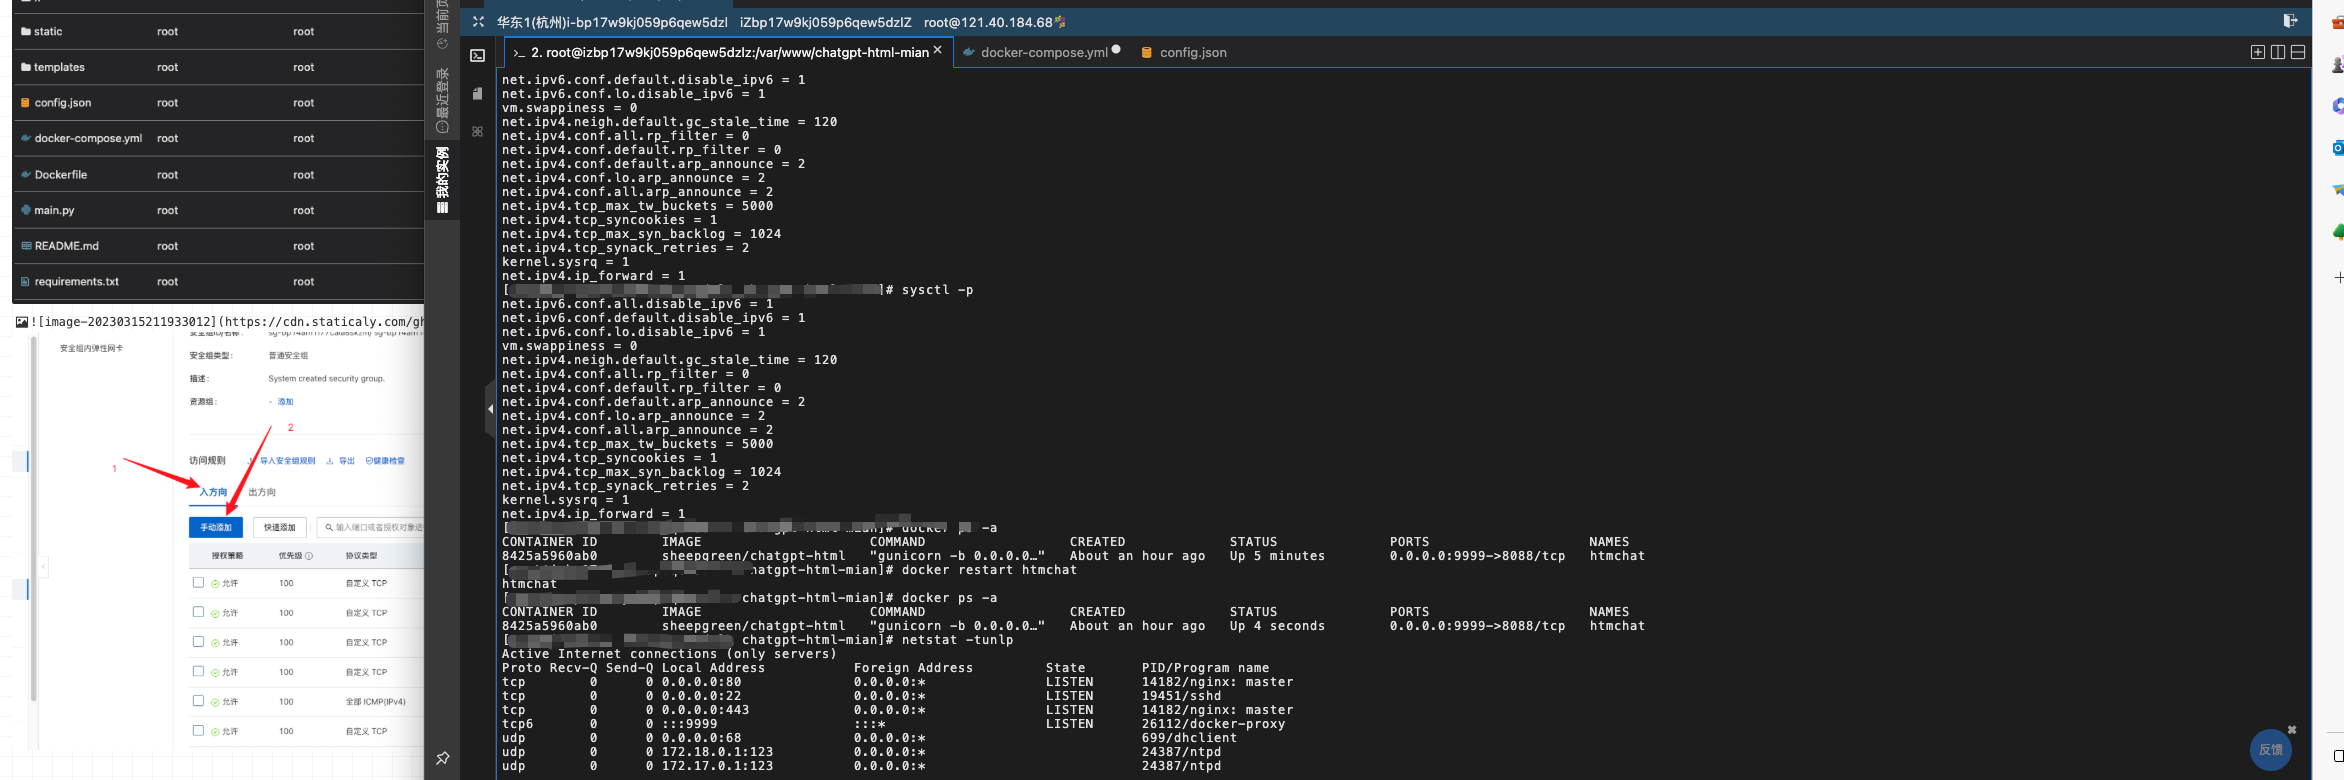 static root root
templates root root
config.json root root
docker-compose.yml root root
Dockerfile root root
main.py root root
README.md root root
requirements.txt root root
![image-20230315211933012](https://cdn.staticaly.com/gh
安全组内弹性网卡
安全组类型: 普通安全组
描述: System created security group.
资源组: - 添加
1
2
访问规则 导入安全组规则 导出 健康检查
入方向 出方向
手动添加 快速添加 输入端口或者授权对象进
授权策略 优先级 协议类型
允许 100 自定义 TCP
允许 100 自定义 TCP
允许 100 自定义 TCP
允许 100 自定义 TCP
允许 100 全部 ICMP(IPv4)
允许 100 自定义 TCP
当前页
最近登录
我的实例
华东1(杭州)i-bp17w9kj059p6qew5dzl iZbp17w9kj059p6qew5dzlZ root@121.40.184.68
>_ 2. root@izbp17w9kj059p6qew5dzlz:/var/www/chatgpt-html-mian × docker-compose.yml config.json
net.ipv6.conf.default.disable_ipv6 = 1
net.ipv6.conf.lo.disable_ipv6 = 1
vm.swappiness = 0
net.ipv4.neigh.default.gc_stale_time = 120
net.ipv4.conf.all.rp_filter = 0
net.ipv4.conf.default.rp_filter = 0
net.ipv4.conf.default.arp_announce = 2
net.ipv4.conf.lo.arp_announce = 2
net.ipv4.conf.all.arp_announce = 2
net.ipv4.tcp_max_tw_buckets = 5000
net.ipv4.tcp_syncookies = 1
net.ipv4.tcp_max_syn_backlog = 1024
net.ipv4.tcp_synack_retries = 2
kernel.sysrq = 1
net.ipv4.ip_forward = 1
[ ]# sysctl -p
net.ipv6.conf.all.disable_ipv6 = 1
net.ipv6.conf.default.disable_ipv6 = 1
net.ipv6.conf.lo.disable_ipv6 = 1
vm.swappiness = 0
net.ipv4.neigh.default.gc_stale_time = 120
net.ipv4.conf.all.rp_filter = 0
net.ipv4.conf.default.rp_filter = 0
net.ipv4.conf.default.arp_announce = 2
net.ipv4.conf.lo.arp_announce = 2
net.ipv4.conf.all.arp_announce = 2
net.ipv4.tcp_max_tw_buckets = 5000
net.ipv4.tcp_syncookies = 1
net.ipv4.tcp_max_syn_backlog = 1024
net.ipv4.tcp_synack_retries = 2
kernel.sysrq = 1
net.ipv4.ip_forward = 1
[ ]# docker ps -a
CONTAINER ID IMAGE COMMAND CREATED STATUS PORTS NAMES
8425a5960ab0 sheepgreen/chatgpt-html "gunicorn -b 0.0.0.0…" About an hour ago Up 5 minutes 0.0.0.0:9999->8088/tcp htmchat
[ hatgpt-html-mian]# docker restart htmchat
htmchat
[ chatgpt-html-mian]# docker ps -a
CONTAINER ID IMAGE COMMAND CREATED STATUS PORTS NAMES
8425a5960ab0 sheepgreen/chatgpt-html "gunicorn -b 0.0.0.0…" About an hour ago Up 4 seconds 0.0.0.0:9999->8088/tcp htmchat
[ chatgpt-html-mian]# netstat -tunlp
Active Internet connections (only servers)
Proto Recv-Q Send-Q Local Address Foreign Address State PID/Program name
tcp 0 0 0.0.0.0:80 0.0.0.0:* LISTEN 14182/nginx: master
tcp 0 0 0.0.0.0:22 0.0.0.0:* LISTEN 19451/sshd
tcp 0 0 0.0.0.0:443 0.0.0.0:* LISTEN 14182/nginx: master
tcp6 0 0 :::9999 :::* LISTEN 26112/docker-proxy
udp 0 0 0.0.0.0:68 0.0.0.0:* 699/dhclient
udp 0 0 172.18.0.1:123 0.0.0.0:* 24387/ntpd
udp 0 0 172.17.0.1:123 0.0.0.0:* 24387/ntpd
反馈